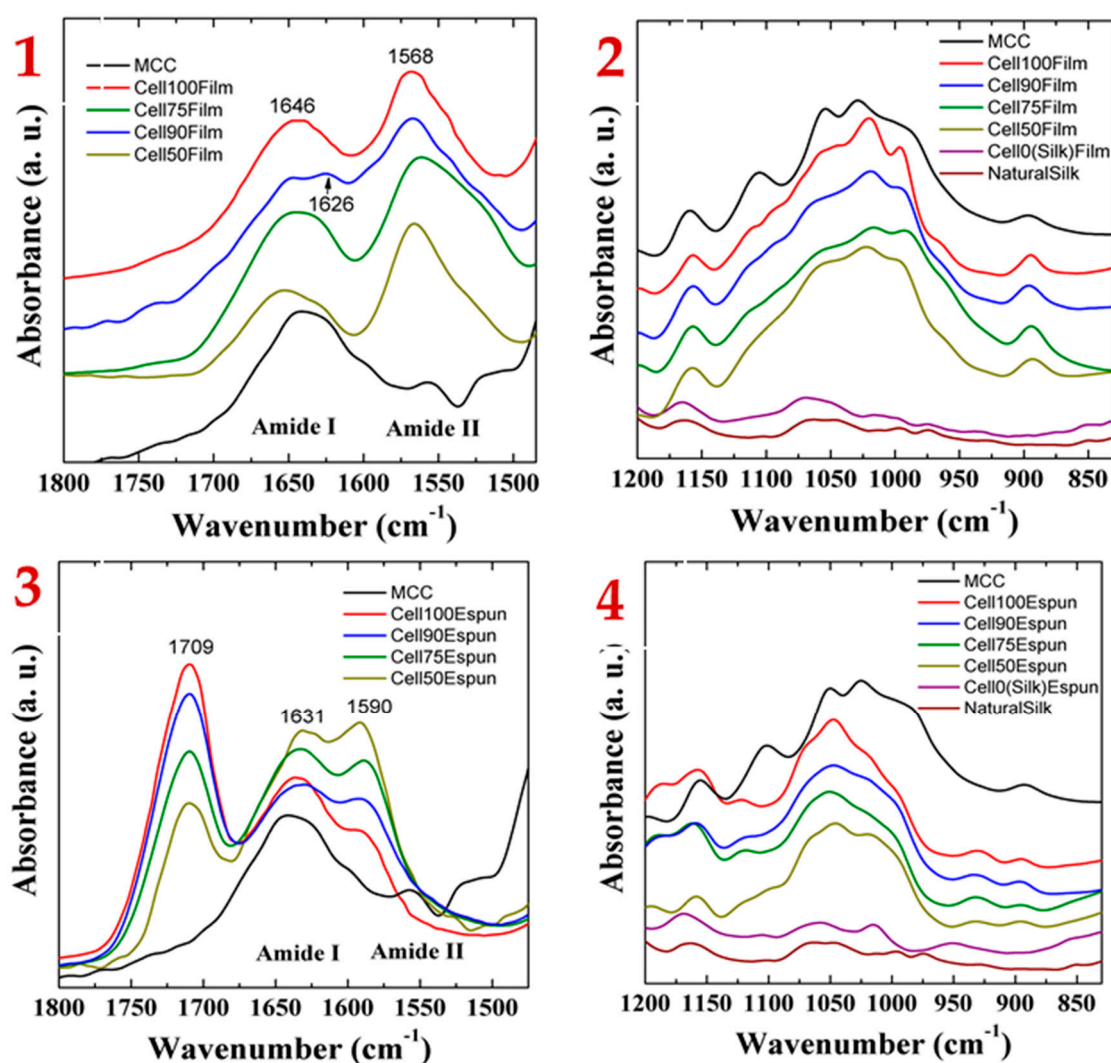 1
MCC
Cell100Film
Cell75Film
Cell90Film
Cell50Film
1568
1646
1626
Amide I
Amide II
Absorbance (a. u.)
1800 1750 1700 1650 1600 1550 1500
Wavenumber (cm⁻¹)
2
MCC
Cell100Film
Cell90Film
Cell75Film
Cell50Film
Cell0(Silk)Film
NaturalSilk
Absorbance (a. u.)
1200 1150 1100 1050 1000 950 900 850
Wavenumber (cm⁻¹)
3
MCC
Cell100Espun
Cell90Espun
Cell75Espun
Cell50Espun
1709
1631
1590
Amide I
Amide II
Absorbance (a. u.)
1800 1750 1700 1650 1600 1550 1500
Wavenumber (cm⁻¹)
4
MCC
Cell100Espun
Cell90Espun
Cell75Espun
Cell50Espun
Cell0(Silk)Espun
NaturalSilk
Absorbance (a. u.)
1200 1150 1100 1050 1000 950 900 850
Wavenumber (cm⁻¹)